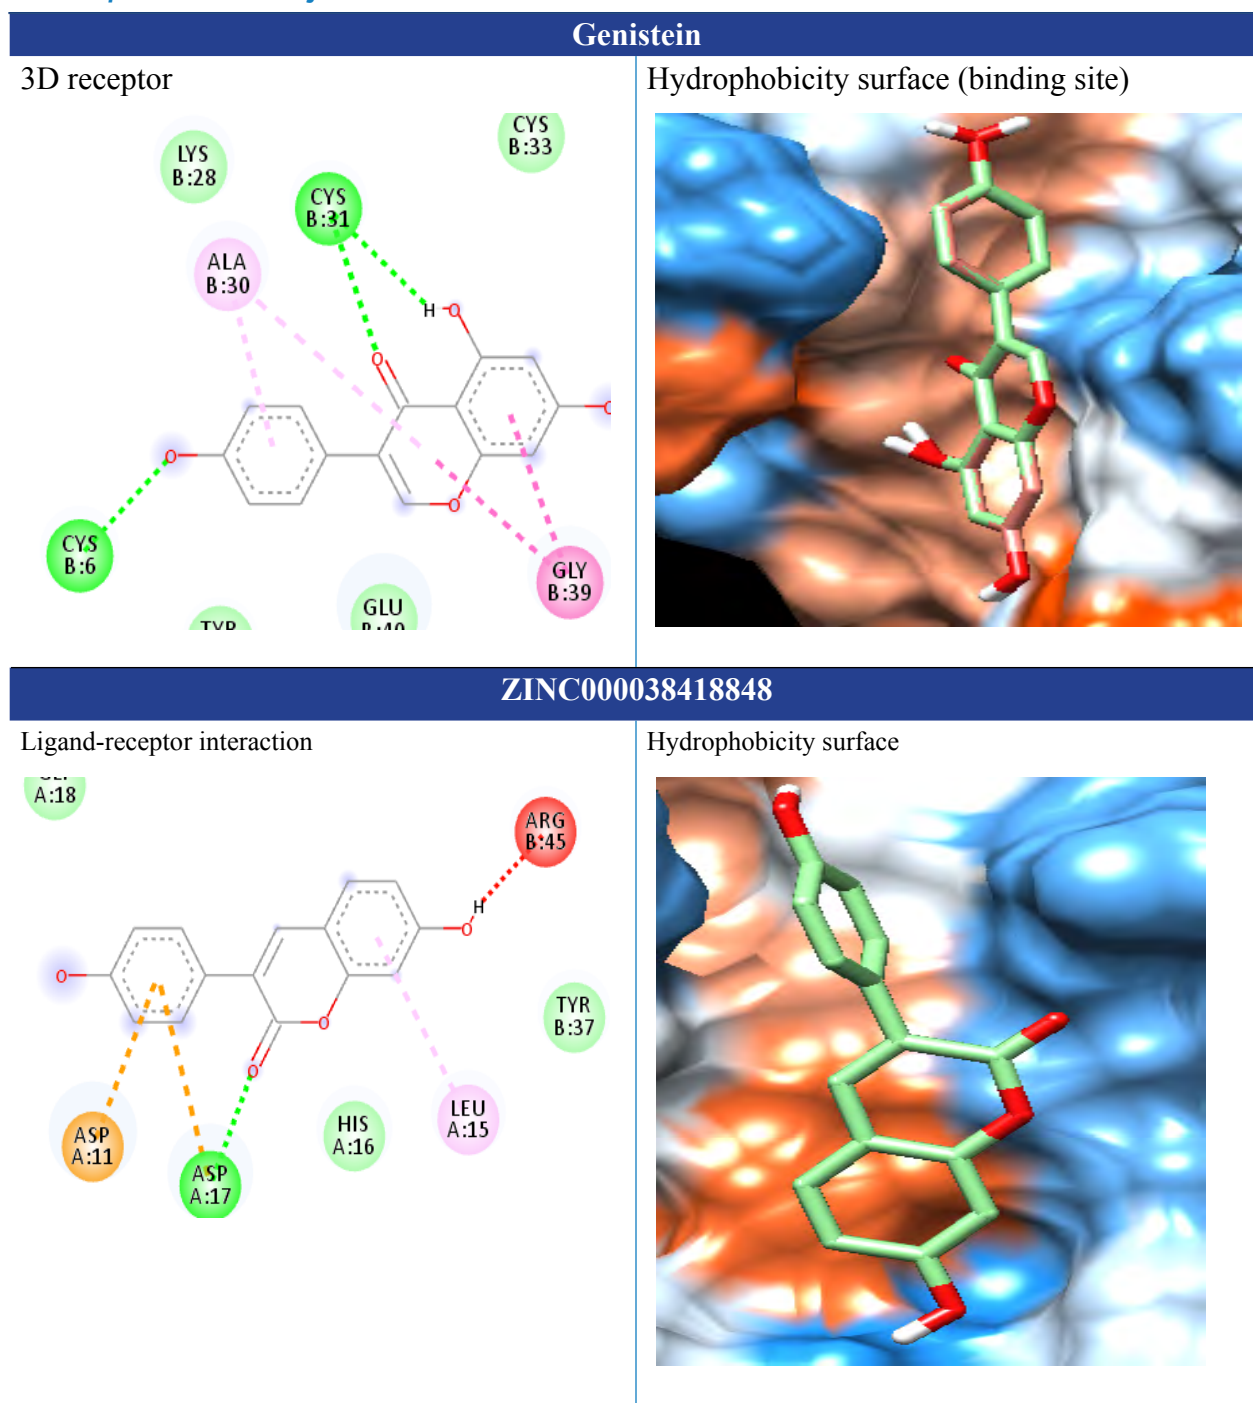 Genistein
3D receptor
Hydrophobicity surface (binding site)
LYS
B:28
CYS
B:31
CYS
B:33
ALA
B:30
H
O
O
O
O
O
CYS
B:6
GLY
B:39
GLU
TYR
ZINC000038418848
Ligand-receptor interaction
Hydrophobicity surface
A:18
ARG
B:45
H
O
O
O
O
TYR
B:37
ASP
A:11
ASP
A:17
HIS
A:16
LEU
A:15